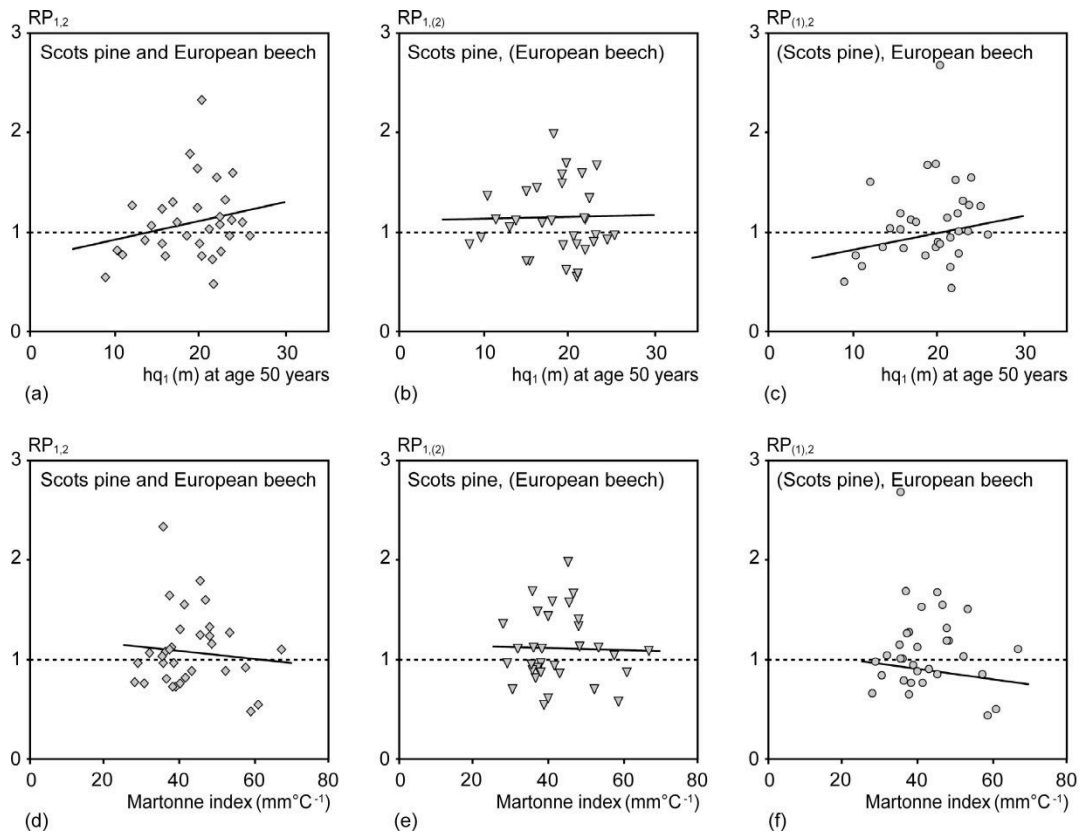 RP1,2
RP1,(2)
RP(1),2
3
Scots pine and European beech
2
1
0
0
10
20
30
hq1 (m) at age 50 years
(a)
3
Scots pine, (European beech)
2
1
0
0
10
20
30
hq1 (m) at age 50 years
(b)
3
(Scots pine), European beech
2
1
0
0
10
20
30
hq1 (m) at age 50 years
(c)
RP1,2
3
Scots pine and European beech
2
1
0
0
20
40
60
80
Martonne index (mm°C-1)
(d)
RP1,(2)
3
Scots pine, (European beech)
2
1
0
0
20
40
60
80
Martonne index (mm°C-1)
(e)
RP(1),2
3
(Scots pine), European beech
2
1
0
0
20
40
60
80
Martonne index (mm°C-1)
(f)